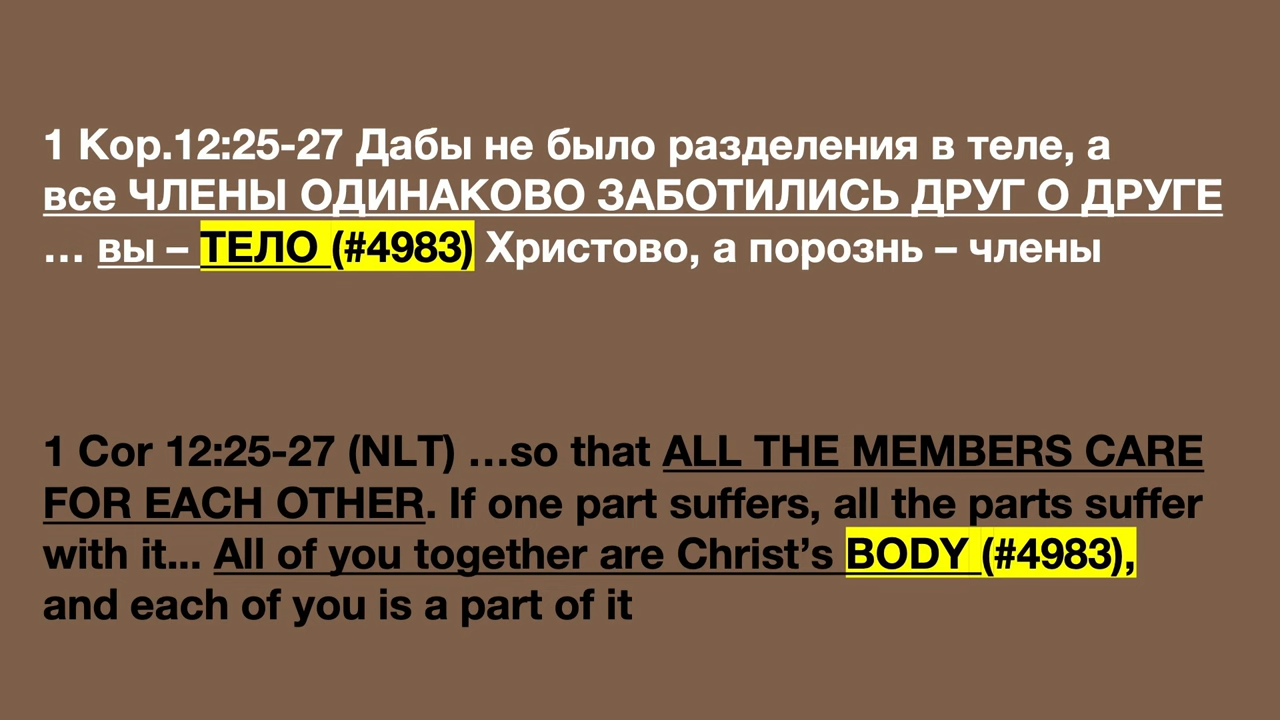 1 Кор.12:25-27 Дабы не было разделения в теле, а
все ЧЛЕНЫ ОДИНАКОВО ЗАБОТИЛИСЬ ДРУГ О ДРУГЕ
… вы – ТЕЛО (#4983) Христово, а порознь – члены
1 Cor 12:25-27 (NLT) …so that ALL THE MEMBERS CARE
FOR EACH OTHER. If one part suffers, all the parts suffer
with it... All of you together are Christ’s BODY (#4983),
and each of you is a part of it